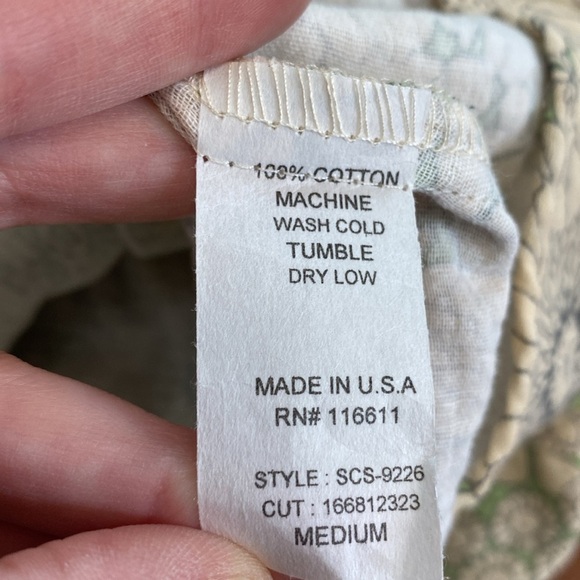 100% COTTON
MACHINE
WASH COLD
TUMBLE
DRY LOW
MADE IN U.S.A
RN# 116611
STYLE : SCS-9226
CUT : 166812323
MEDIUM